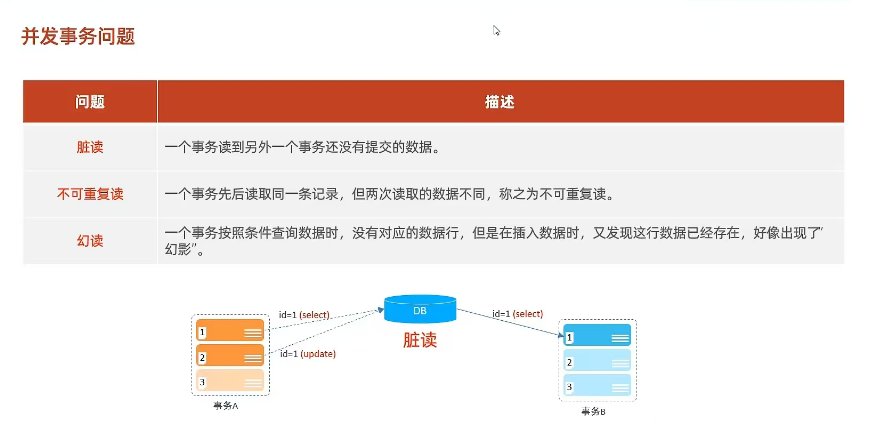 并发事务问题
问题 描述
脏读 一个事务读到另外一个事务还没有提交的数据。
不可重复读 一个事务先后读取同一条记录，但两次读取的数据不同，称之为不可重复读。
幻读 一个事务按照条件查询数据时，没有对应的数据行，但是在插入数据时，又发现这行数据已经存在，好像出现了"
幻影"。
id=1 (select)
DB
id=1 (select)
脏读
1
2
3
id=1 (update)
事务A
1
2
3
事务B